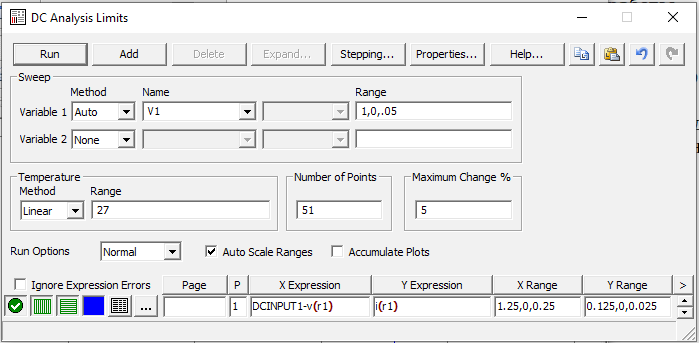 DC Analysis Limits
Run Add Delete Expand... Stepping... Properties... Help...
Sweep
Method Name Range
Variable 1 Auto V1 1,0,.05
Variable 2 None
Temperature Number of Points Maximum Change %
Method Range
Linear 27 51 5
Run Options Normal Auto Scale Ranges Accumulate Plots
Ignore Expression Errors Page P X Expression Y Expression X Range Y Range >
... 1 DCINPUT1-v(r1) i(r1) 1.25,0,0.25 0.125,0,0.025